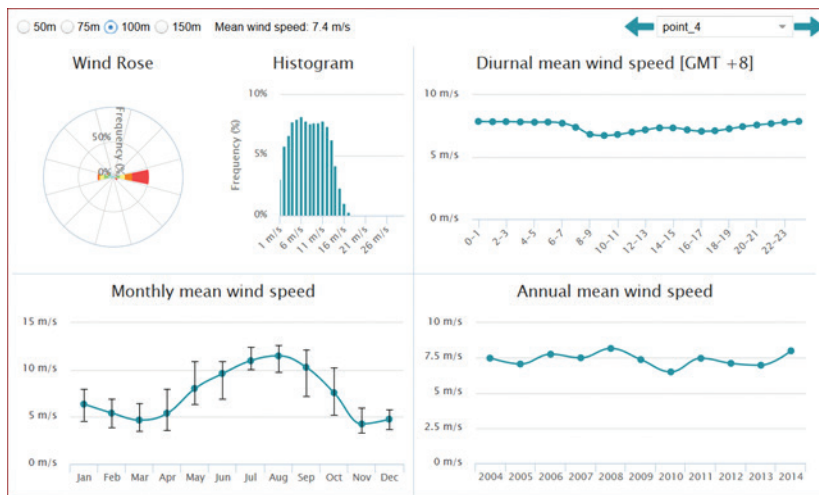 50m 75m 100m 150m Mean wind speed: 7.4 m/s
point_4
Wind Rose
Frequency (%)
50%
0%
Histogram
Frequency (%)
10%
5%
0%
1 m/s 6 m/s 11 m/s 16 m/s 21 m/s 26 m/s
Diurnal mean wind speed [GMT +8]
10 m/s
5 m/s
0 m/s
0-1 2-3 4-5 6-7 8-9 10-11 12-13 14-15 16-17 18-19 20-21 22-23
Monthly mean wind speed
15 m/s
10 m/s
5 m/s
0 m/s
Jan Feb Mar Apr May Jun Jul Aug Sep Oct Nov Dec
Annual mean wind speed
10 m/s
7.5 m/s
5 m/s
2.5 m/s
0 m/s
2004 2005 2006 2007 2008 2009 2010 2011 2012 2013 2014